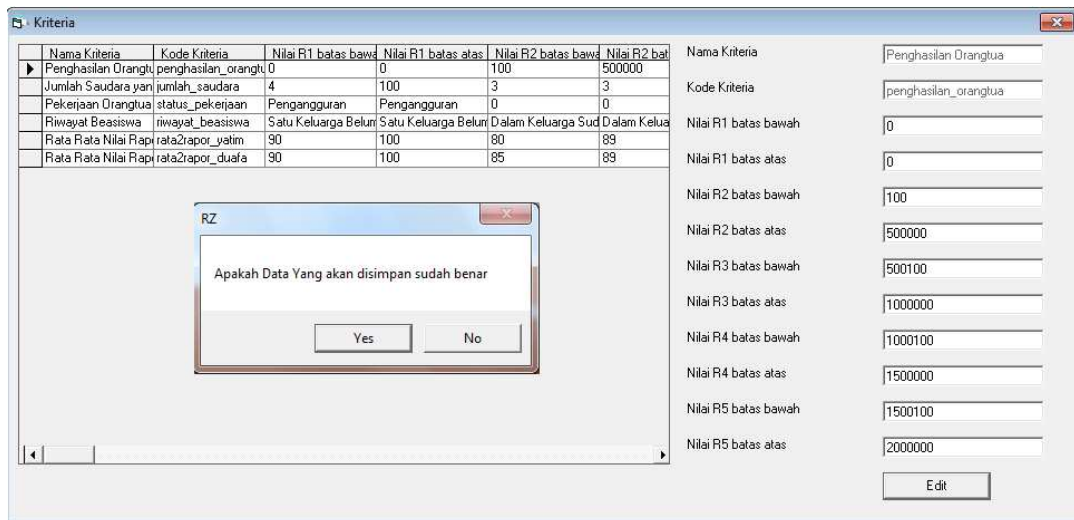 Kriteria
Nama Kriteria Kode Kriteria Nilai R1 batas bawa Nilai R1 batas atas Nilai R2 batas bawa Nilai R2 bat
Penghasilan Orangtu penghasilan_orangtu 0 0 100 500000
Jumlah Saudara yan jumlah_saudara 4 100 3 3
Pekerjaan Orangtua status_pekerjaan Pengangguran Pengangguran 0 0
Riwayat Beasiswa riwayat_beasiswa Satu Keluarga Belum Satu Keluarga Belum Dalam Keluarga Sud Dalam Kelua
Rata Rata Nilai Rap rata2rapor_yatim 90 100 80 89
Rata Rata Nilai Rap rata2rapor_duafa 90 100 85 89
RZ
Apakah Data Yang akan disimpan sudah benar
Yes No
Nama Kriteria Penghasilan Orangtua
Kode Kriteria penghasilan_orangtua
Nilai R1 batas bawah 0
Nilai R1 batas atas 0
Nilai R2 batas bawah 100
Nilai R2 batas atas 500000
Nilai R3 batas bawah 500100
Nilai R3 batas atas 1000000
Nilai R4 batas bawah 1000100
Nilai R4 batas atas 1500000
Nilai R5 batas bawah 1500100
Nilai R5 batas atas 2000000
Edit